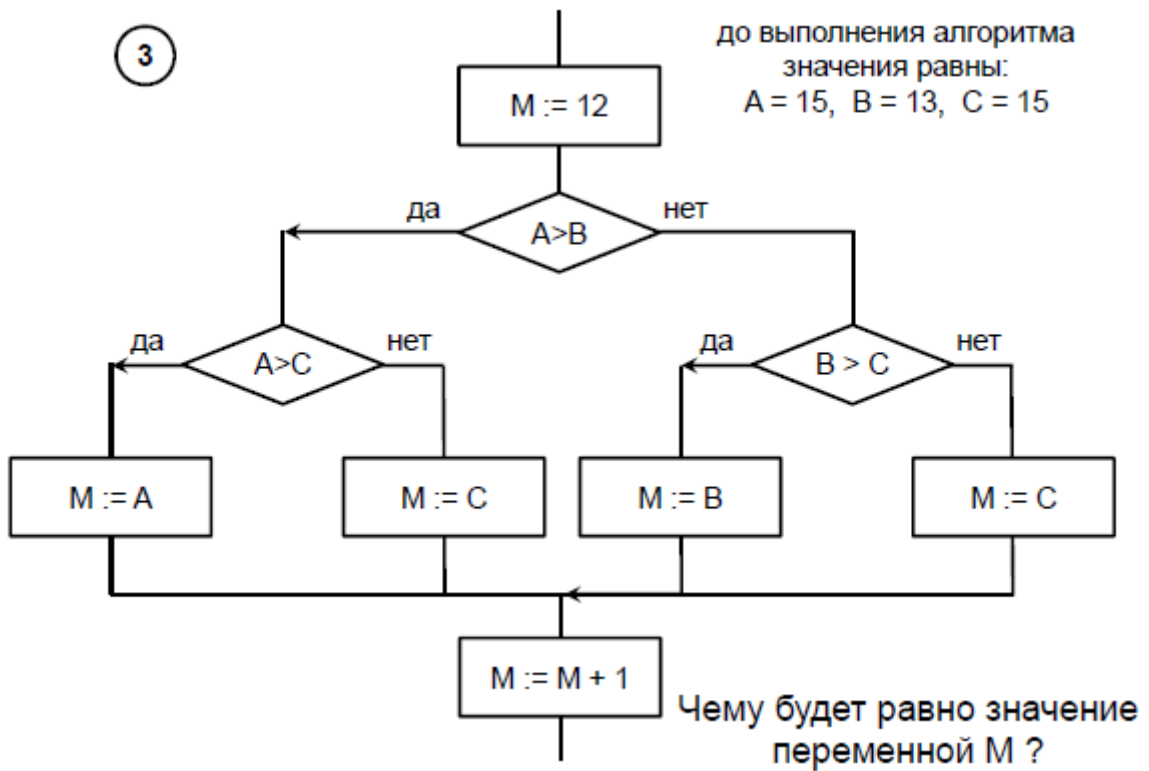 3
до выполнения алгоритма
значения равны:
A = 15, B = 13, C = 15
M := 12
да
A>B
нет
да
A>C
нет
да
B > C
нет
M := A
M := C
M := B
M := C
M := M + 1
Чему будет равно значение
переменной M ?